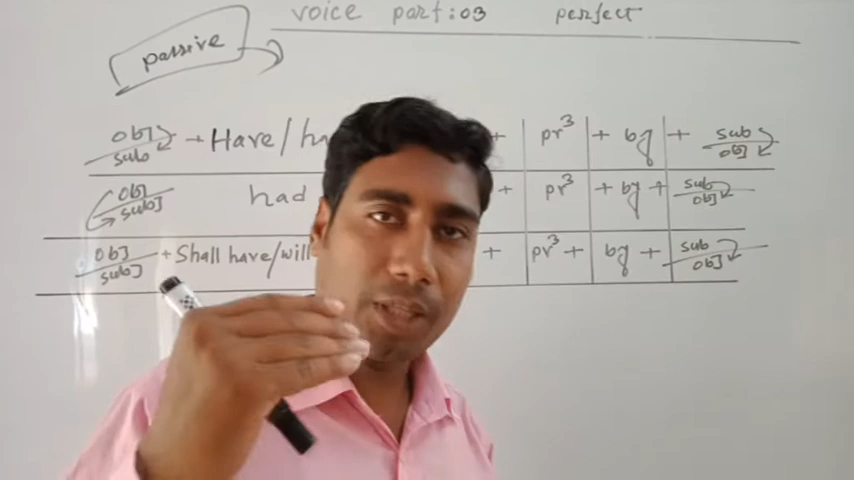 voice part:03 perfect
passive
obj/sub + Have/ha + pr³ + by + sub/obj
obj/subj had + pr³ + by + sub/obj
obj/subj + Shall have/will + pr³ + by + sub/obj